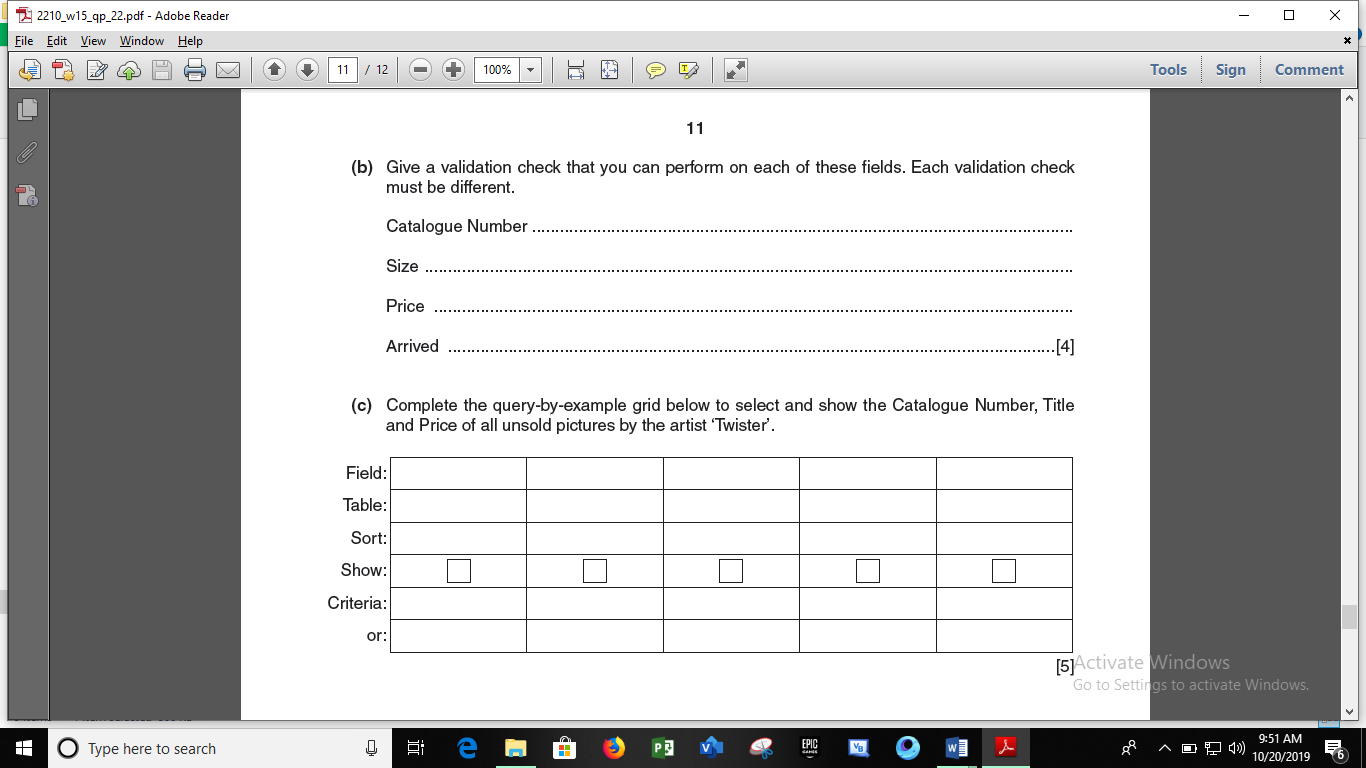 2210_w15_qp_22.pdf - Adobe Reader
File Edit View Window Help
11 / 12 100% Tools Sign Comment
11
(b) Give a validation check that you can perform on each of these fields. Each validation check
must be different.
Catalogue Number ..........................................................................................................................
Size ..........................................................................................................................
Price ..........................................................................................................................
Arrived ..........................................................................................................................[4]
(c) Complete the query-by-example grid below to select and show the Catalogue Number, Title
and Price of all unsold pictures by the artist ‘Twister’.
Field:
Table:
Sort:
Show:
Criteria:
or:
[5]
Activate Windows
Go to Settings to activate Windows.
Type here to search
9:51 AM
10/20/2019
6